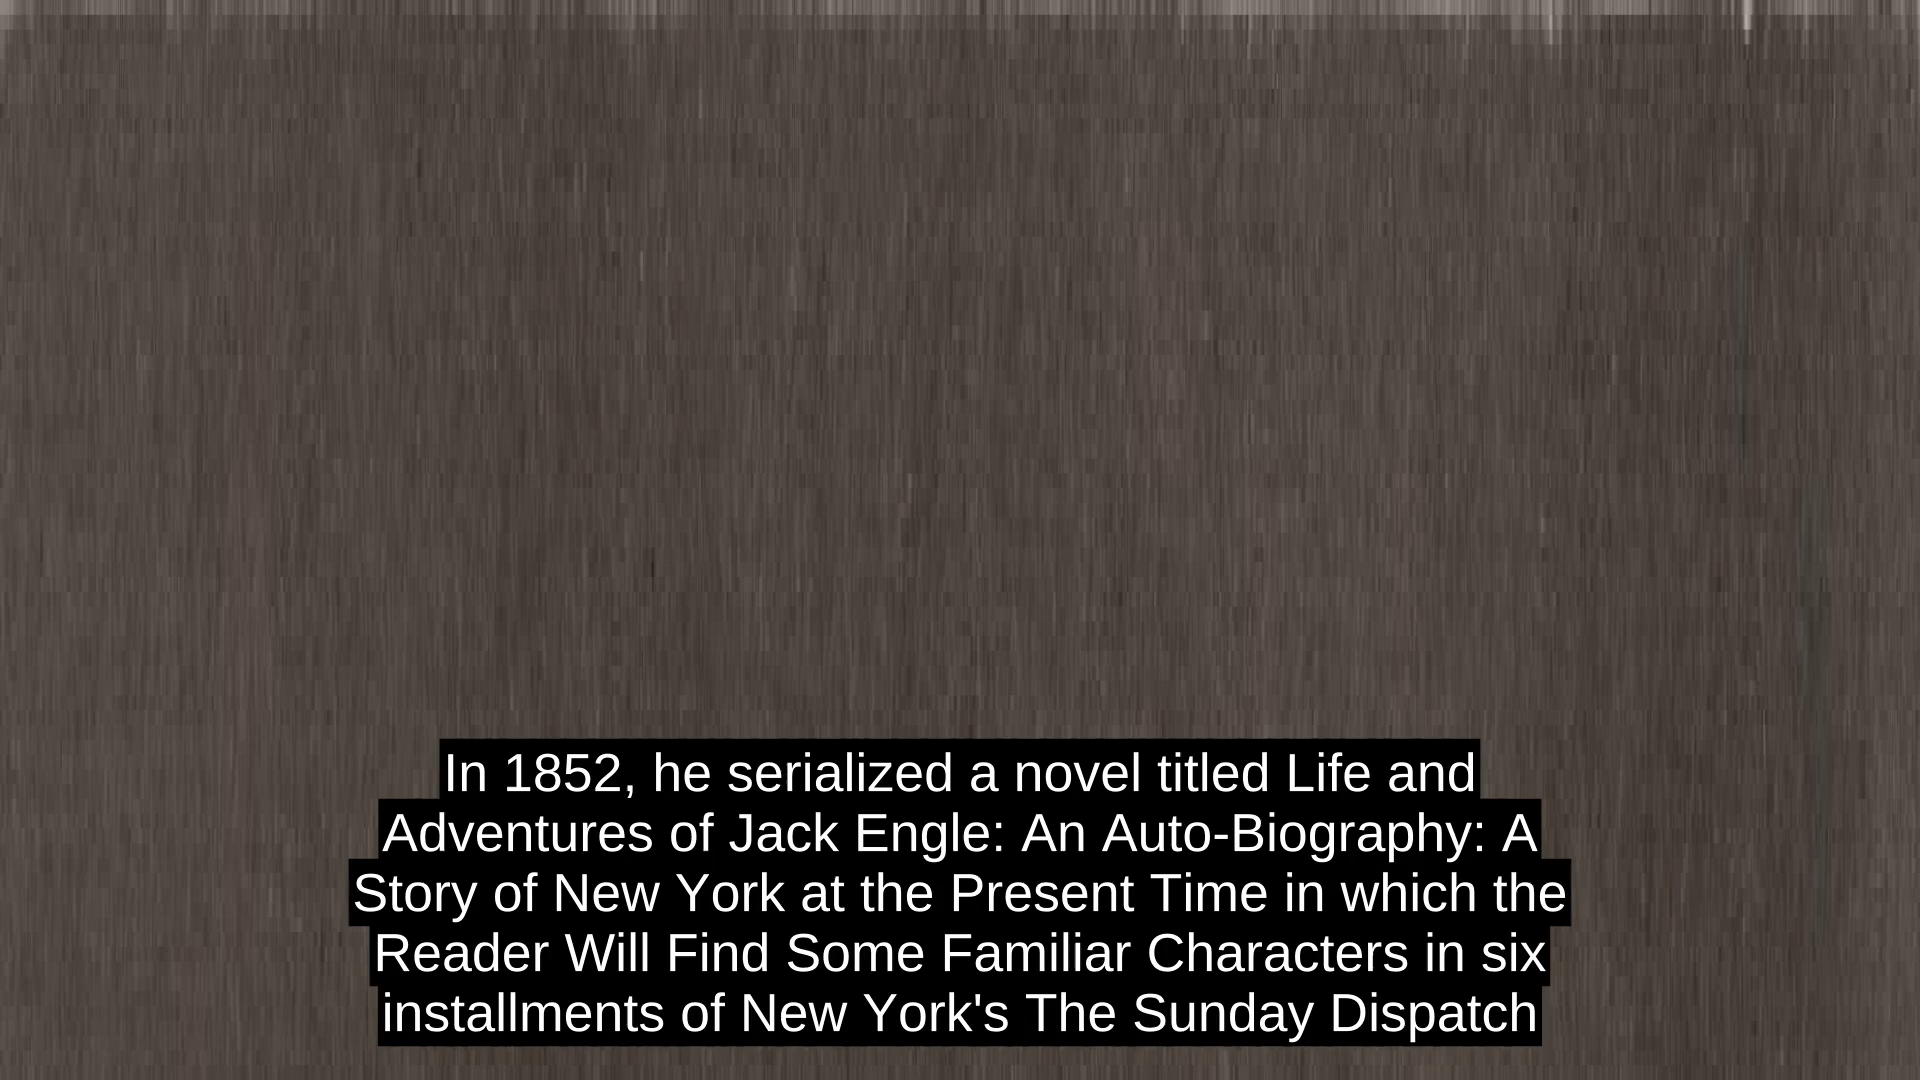 In 1852, he serialized a novel titled Life and
Adventures of Jack Engle: An Auto-Biography: A
Story of New York at the Present Time in which the
Reader Will Find Some Familiar Characters in six
installments of New York's The Sunday Dispatch